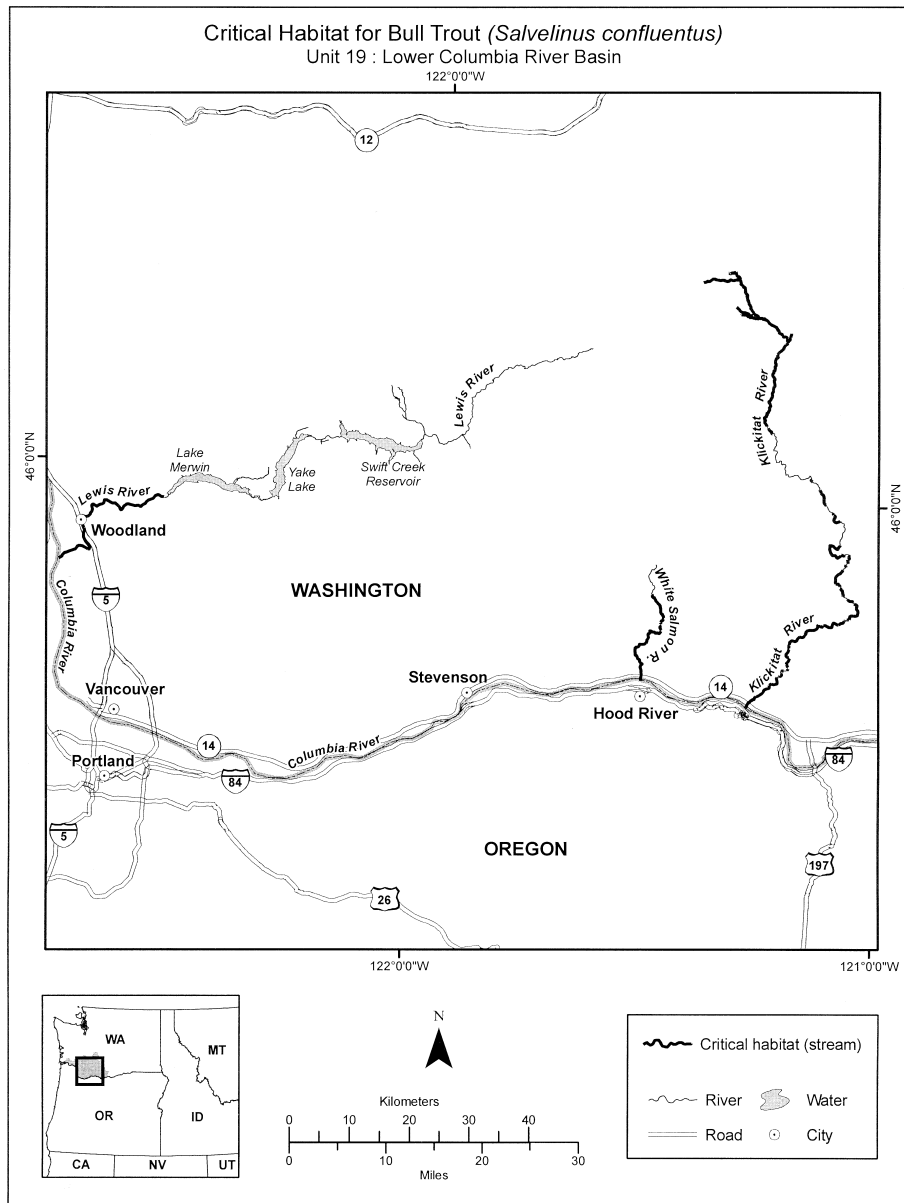 Critical Habitat for Bull Trout (Salvelinus confluentus)
Unit 19 : Lower Columbia River Basin
122°0'0"W
12
Klickitat River
Lewis River
46°0'0"N
Lake
Merwin
Yake
Lake
Swift Creek
Reservoir
Lewis River
Woodland
46°0'0"N
5
Columbia River
WASHINGTON
White Salmon R.
Klickitat River
Stevenson
Vancouver
14
Hood River
14
Columbia River
Portland
84
84
5
OREGON
197
26
122°0'0"W
121°0'0"W
WA
MT
OR
ID
CA
NV
UT
N
Kilometers
0 10 20 30 40
0 10 20 30
Miles
Critical habitat (stream)
River
Water
Road
City